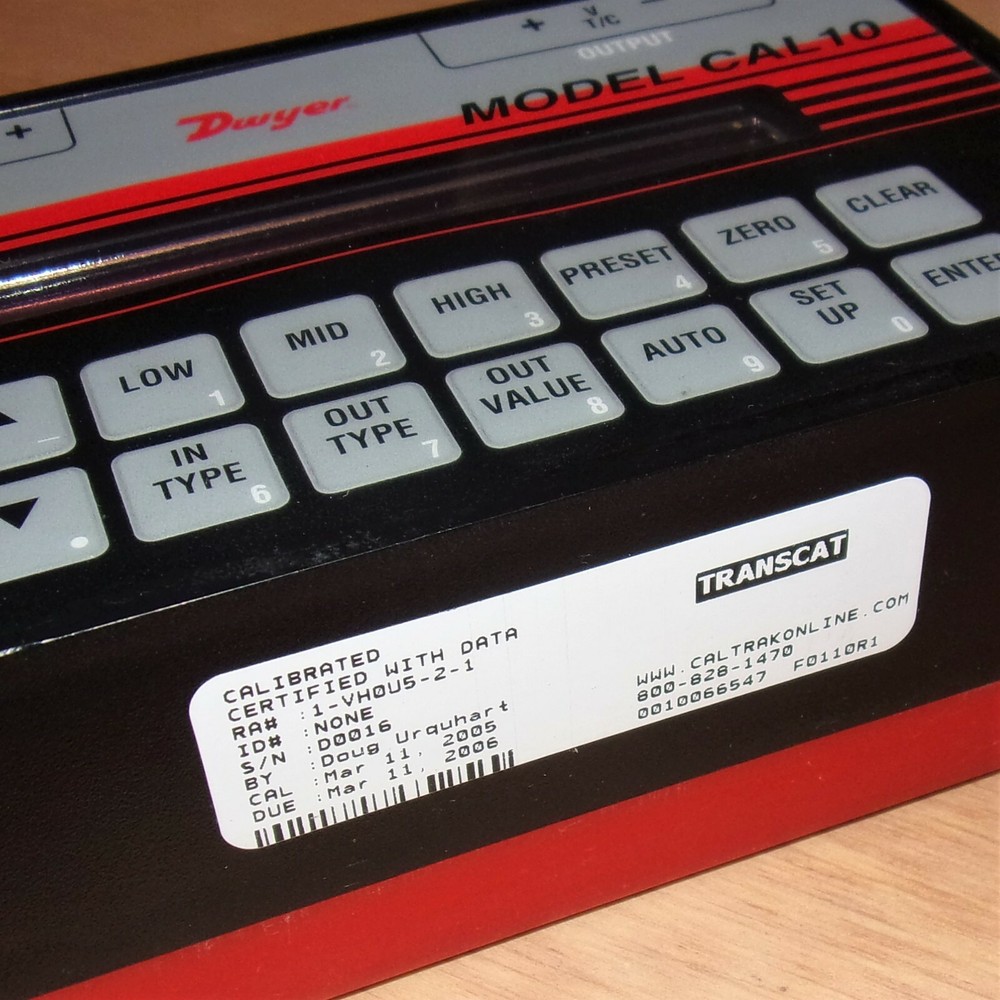 +
V
T/C
OUTPUT
+
Dwyer
MODEL CAL10
LOW 1
MID 2
HIGH 3
PRESET 4
ZERO 5
CLEAR
IN TYPE 6
OUT TYPE 7
OUT VALUE 8
AUTO 9
SET UP 0
ENTE
TRANSCAT
CALIBRATED
CERTIFIED WITH DATA
RA# :1-VH0U5-2-1
ID# :NONE
S/N :D0016
BY :Doug Urquhart
CAL :Mar 11, 2005
DUE :Mar 11, 2006
WWW.CALTRAKONLINE.COM
800-828-1470
0010066547 F0110R1